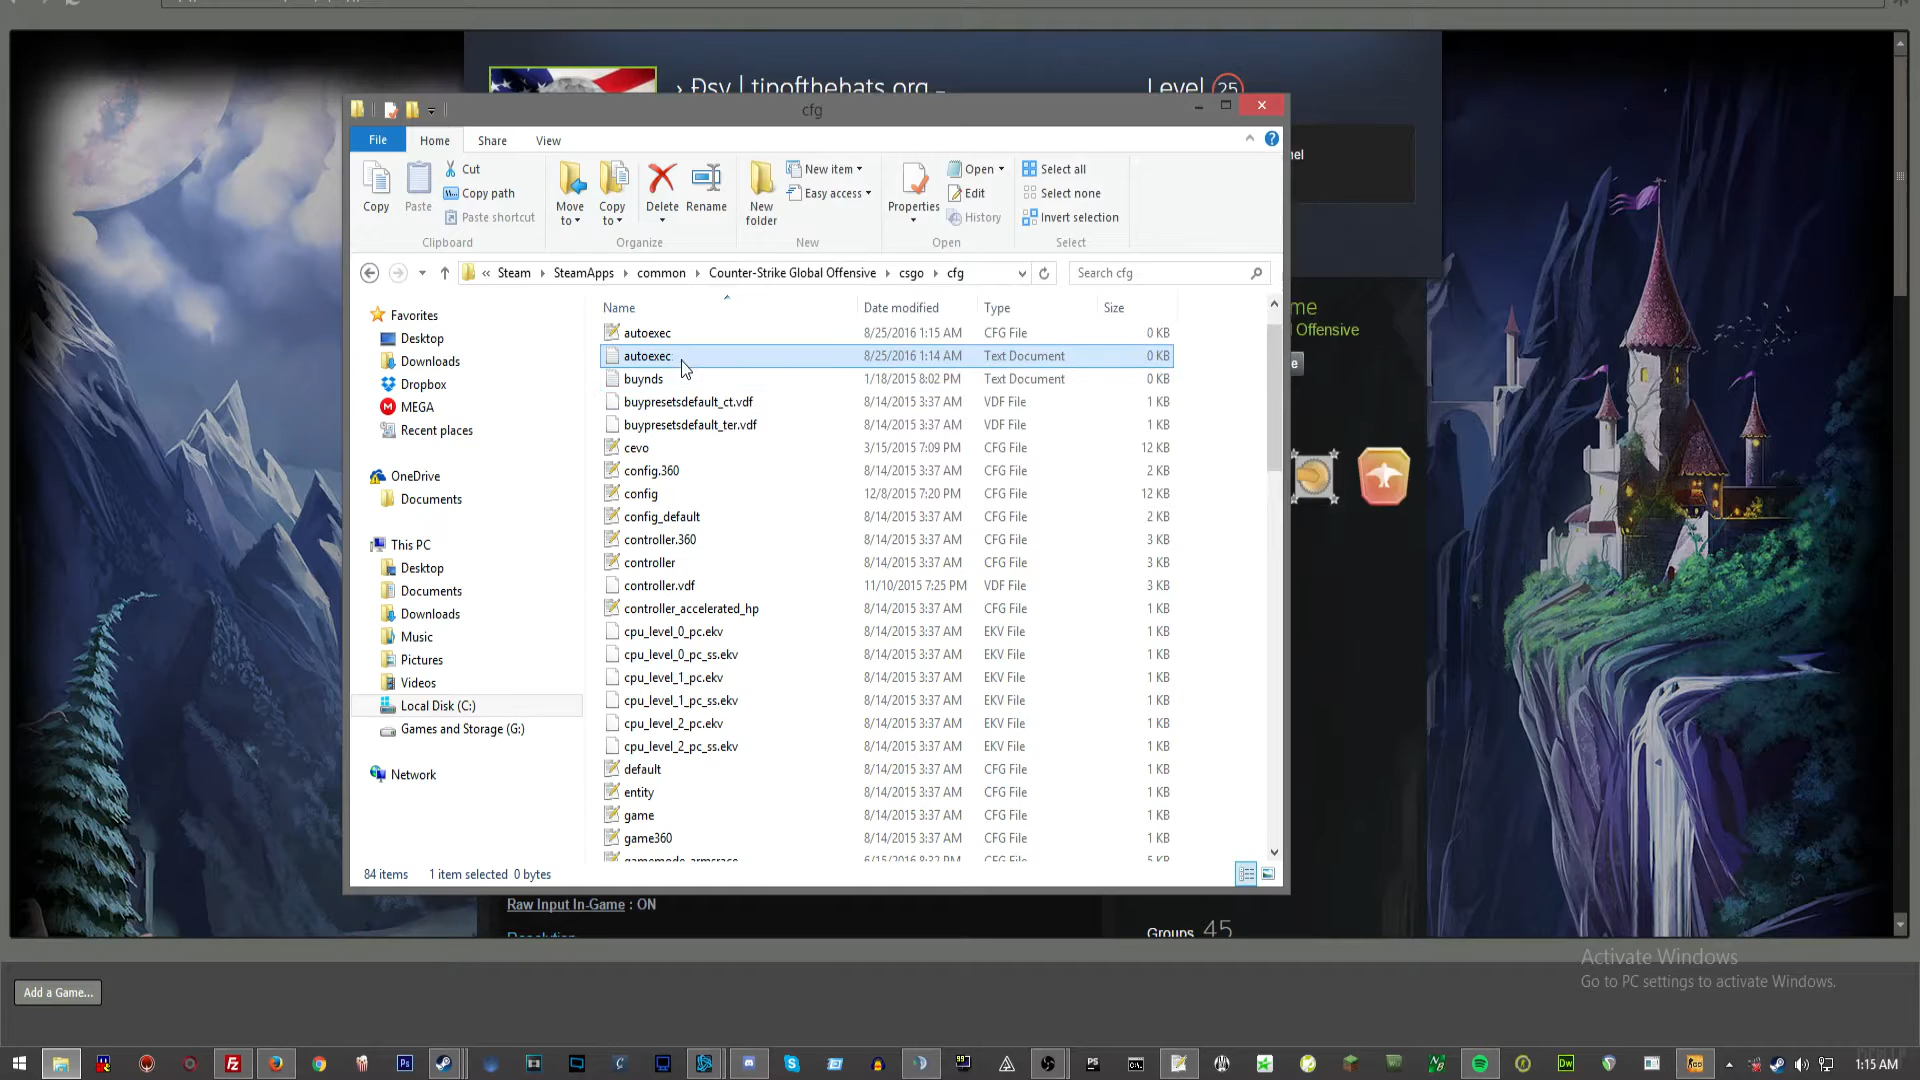 › Đsy | tipofthehats.org –
Level 25
cfg
File
Home
Share
View
Copy
Paste
Cut
Copy path
Paste shortcut
Clipboard
Move to
Copy to
Delete
Rename
Organize
New folder
New item
Easy access
New
Properties
Open
Edit
History
Open
Select all
Select none
Invert selection
Select
« Steam › SteamApps › common › Counter-Strike Global Offensive › csgo › cfg
Search cfg
Favorites
Desktop
Downloads
Dropbox
MEGA
Recent places
OneDrive
Documents
This PC
Desktop
Documents
Downloads
Music
Pictures
Videos
Local Disk (C:)
Games and Storage (G:)
Network
Name Date modified Type Size
autoexec 8/25/2016 1:15 AM CFG File 0 KB
autoexec 8/25/2016 1:14 AM Text Document 0 KB
buynds 1/18/2015 8:02 PM Text Document 0 KB
buypresetsdefault_ct.vdf 8/14/2015 3:37 AM VDF File 1 KB
buypresetsdefault_ter.vdf 8/14/2015 3:37 AM VDF File 1 KB
cevo 3/15/2015 7:09 PM CFG File 12 KB
config.360 8/14/2015 3:37 AM CFG File 2 KB
config 12/8/2015 7:20 PM CFG File 12 KB
config_default 8/14/2015 3:37 AM CFG File 2 KB
controller.360 8/14/2015 3:37 AM CFG File 3 KB
controller 8/14/2015 3:37 AM CFG File 3 KB
controller.vdf 11/10/2015 7:25 PM VDF File 3 KB
controller_accelerated_hp 8/14/2015 3:37 AM CFG File 1 KB
cpu_level_0_pc.ekv 8/14/2015 3:37 AM EKV File 1 KB
cpu_level_0_pc_ss.ekv 8/14/2015 3:37 AM EKV File 1 KB
cpu_level_1_pc.ekv 8/14/2015 3:37 AM EKV File 1 KB
cpu_level_1_pc_ss.ekv 8/14/2015 3:37 AM EKV File 1 KB
cpu_level_2_pc.ekv 8/14/2015 3:37 AM EKV File 1 KB
cpu_level_2_pc_ss.ekv 8/14/2015 3:37 AM EKV File 1 KB
default 8/14/2015 3:37 AM CFG File 1 KB
entity 8/14/2015 3:37 AM CFG File 1 KB
game 8/14/2015 3:37 AM CFG File 1 KB
game360 8/14/2015 3:37 AM CFG File 1 KB
gamemode_armsrace 6/15/2016 8:32 PM CFG File 5 KB
84 items 1 item selected 0 bytes
nel
me
Offensive
e
Raw Input In-Game : ON
Resolution
Groups 45
Activate Windows
Go to PC settings to activate Windows.
Add a Game...
1:15 AM